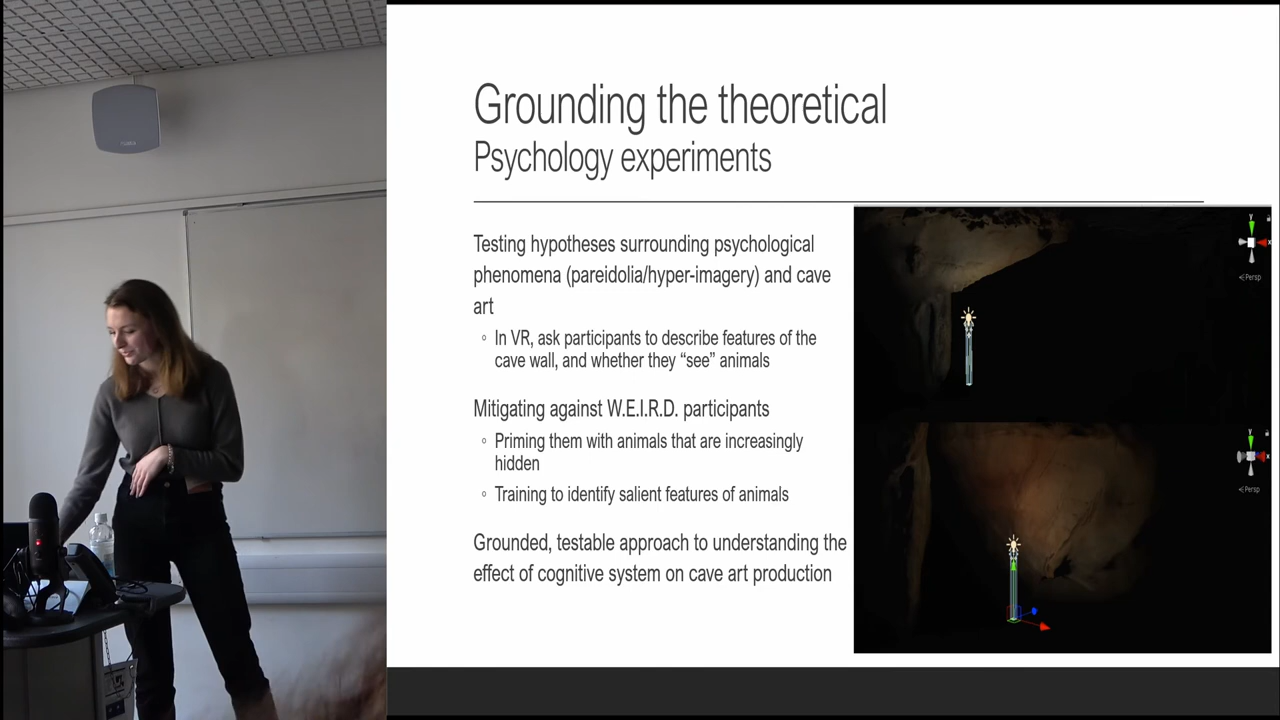 Grounding the theoretical
Psychology experiments
Testing hypotheses surrounding psychological
phenomena (pareidolia/hyper-imagery) and cave
art
◦ In VR, ask participants to describe features of the
cave wall, and whether they “see” animals
Mitigating against W.E.I.R.D. participants
◦ Priming them with animals that are increasingly
hidden
◦ Training to identify salient features of animals
Grounded, testable approach to understanding the
effect of cognitive system on cave art production
y
x
Persp
y
x
Persp